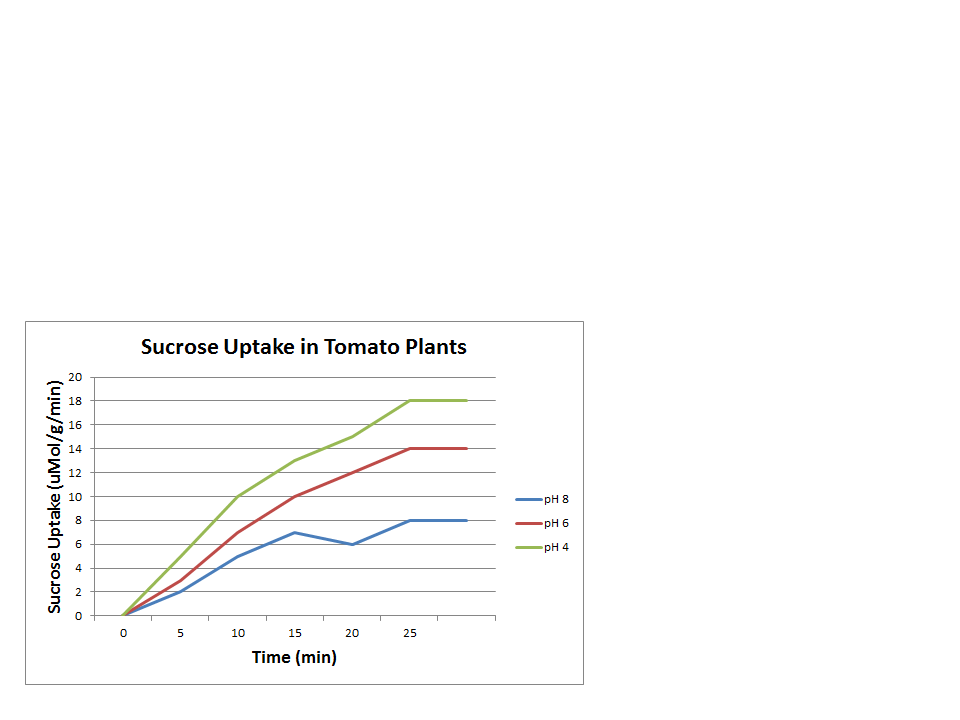 Sucrose Uptake in Tomato Plants
Sucrose Uptake (uMol/g/min)
20
18
16
14
12
10
8
6
4
2
0
0 5 10 15 20 25
Time (min)
pH 8
pH 6
pH 4